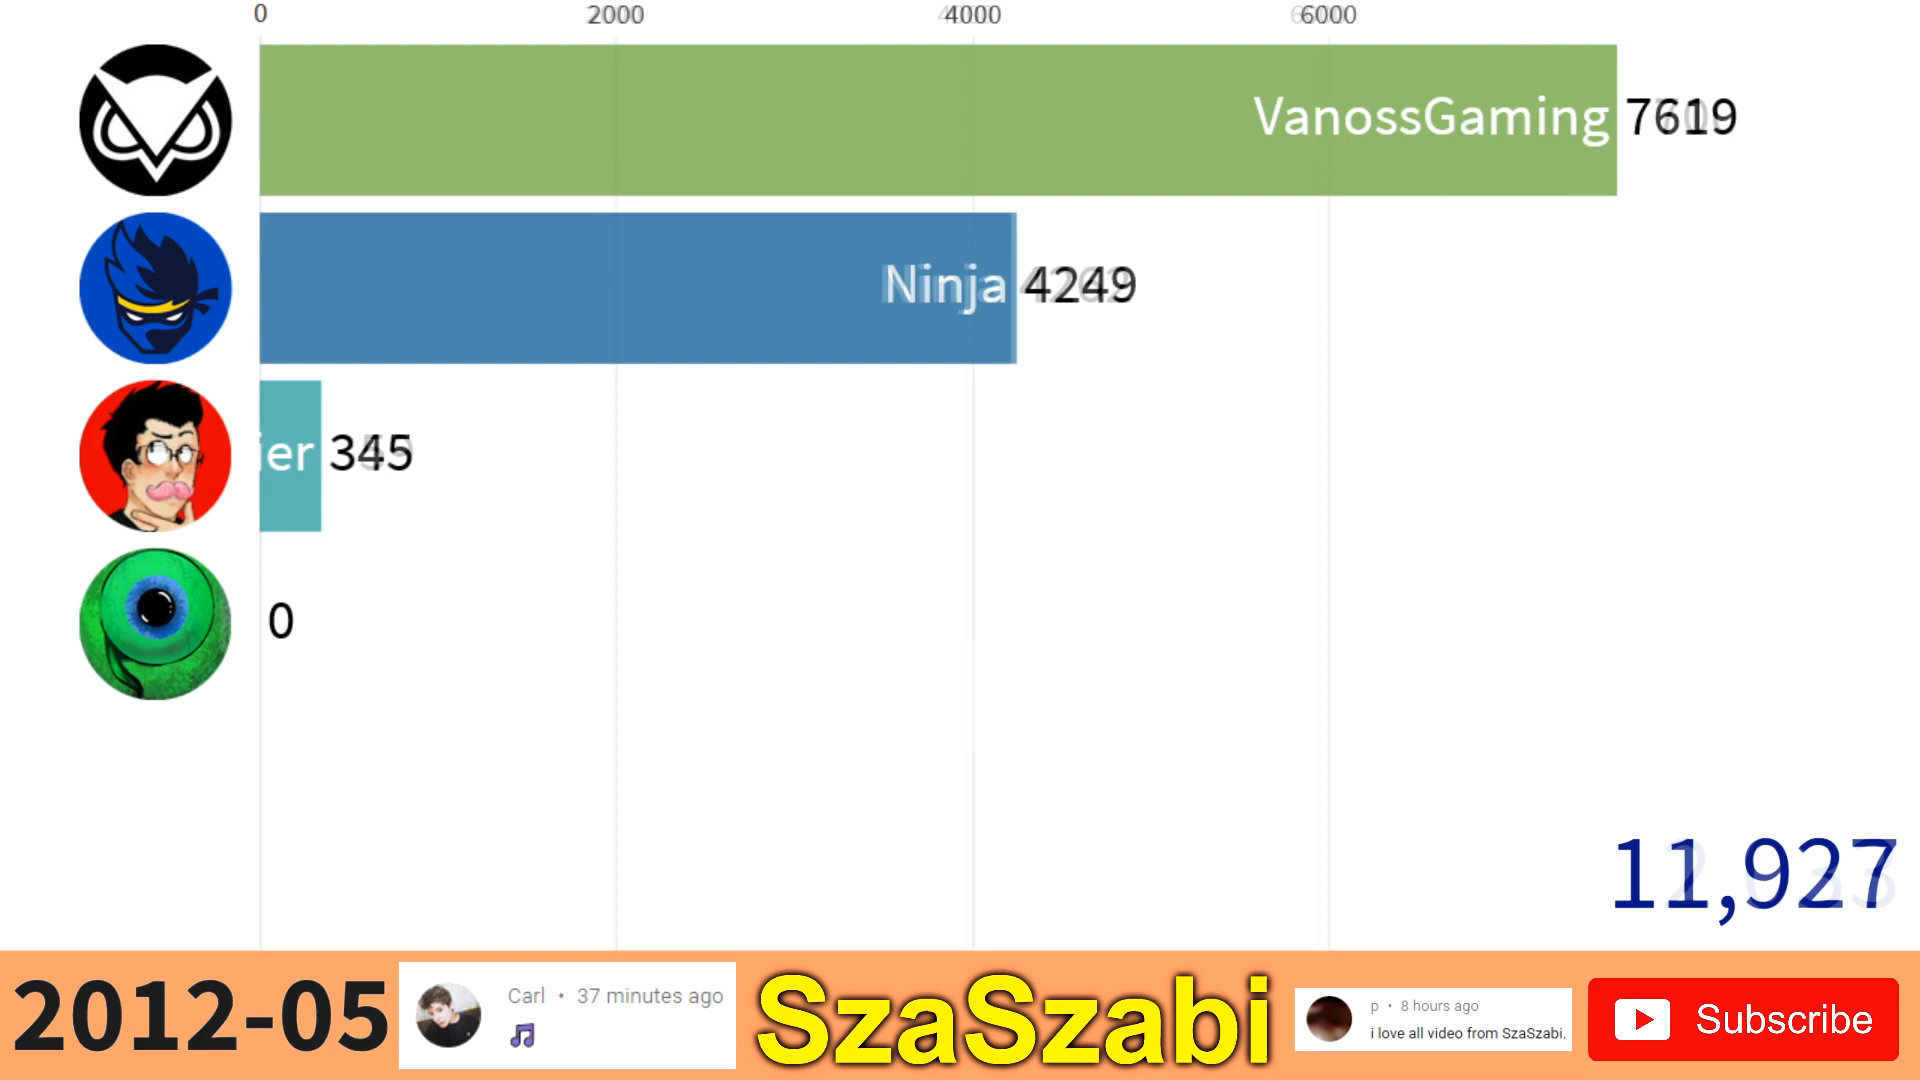 0 2000 4000 6000
VanossGaming 7619
Ninja 4249
ier 345
0
11,927
2012-05
Carl • 37 minutes ago
SzaSzabi
p • 8 hours ago
i love all video from SzaSzabi.
Subscribe